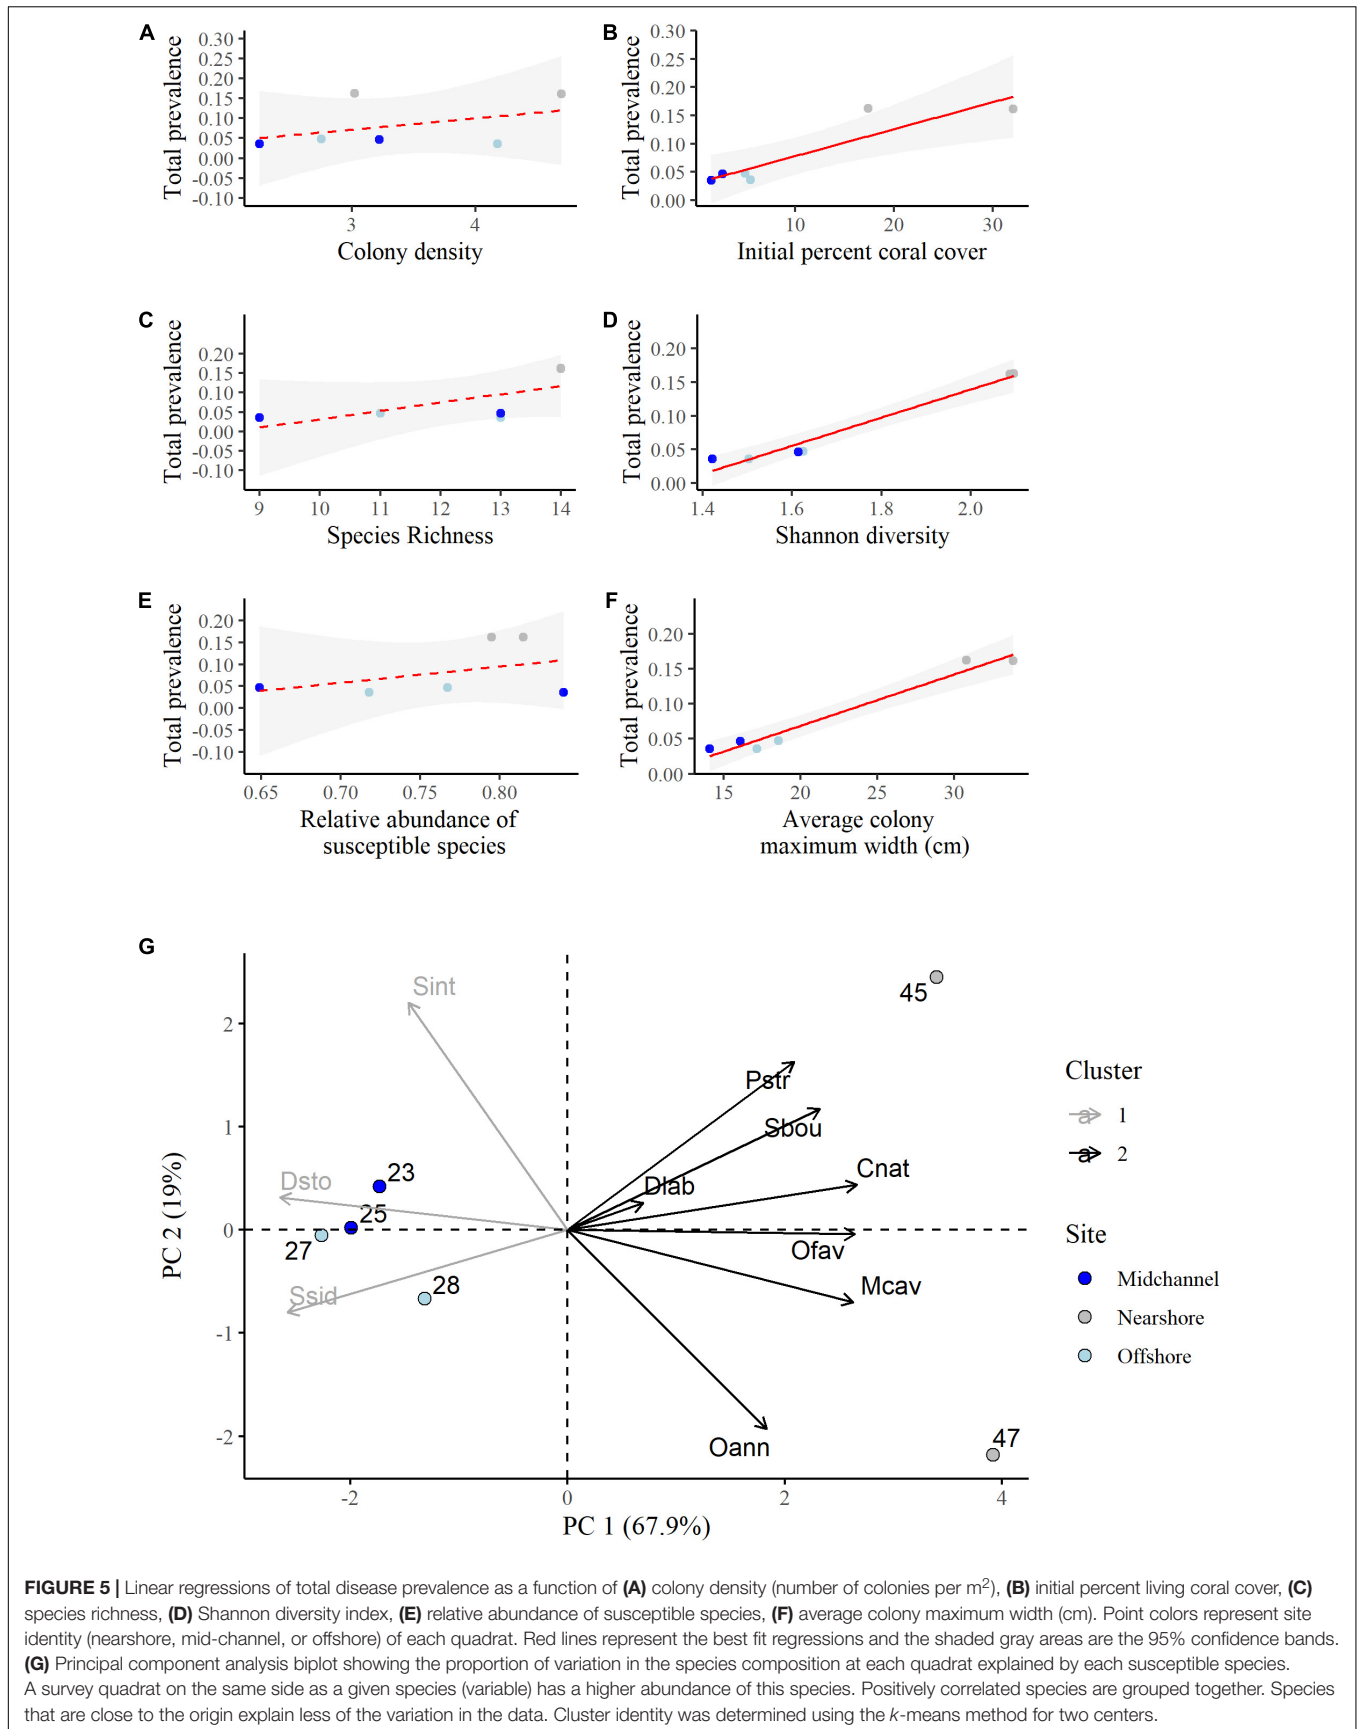 A
Total prevalence
0.30
0.25
0.20
0.15
0.10
0.05
0.00
-0.05
-0.10
3 4
Colony density
B
Total prevalence
0.30
0.25
0.20
0.15
0.10
0.05
0.00
10 20 30
Initial percent coral cover
C
Total prevalence
0.20
0.15
0.10
0.05
0.00
-0.05
-0.10
9 10 11 12 13 14
Species Richness
D
Total prevalence
0.20
0.15
0.10
0.05
0.00
1.4 1.6 1.8 2.0
Shannon diversity
E
Total prevalence
0.20
0.15
0.10
0.05
0.00
-0.05
-0.10
0.65 0.70 0.75 0.80
Relative abundance of
susceptible species
F
Total prevalence
0.20
0.15
0.10
0.05
0.00
15 20 25 30
Average colony
maximum width (cm)
G
PC 2 (19%)
2
1
0
-1
-2
Sint
Dsto
Ssid
23
25
27
28
45
47
Pstr
Sbou
Dlab
Cnat
Ofav
Mcav
Oann
-2 0 2 4
PC 1 (67.9%)
Cluster
a 1
a 2
Site
Midchannel
Nearshore
Offshore
FIGURE 5 | Linear regressions of total disease prevalence as a function of (A) colony density (number of colonies per m²), (B) initial percent living coral cover, (C)
species richness, (D) Shannon diversity index, (E) relative abundance of susceptible species, (F) average colony maximum width (cm). Point colors represent site
identity (nearshore, mid-channel, or offshore) of each quadrat. Red lines represent the best fit regressions and the shaded gray areas are the 95% confidence bands.
(G) Principal component analysis biplot showing the proportion of variation in the species composition at each quadrat explained by each susceptible species.
A survey quadrat on the same side as a given species (variable) has a higher abundance of this species. Positively correlated species are grouped together. Species
that are close to the origin explain less of the variation in the data. Cluster identity was determined using the k-means method for two centers.